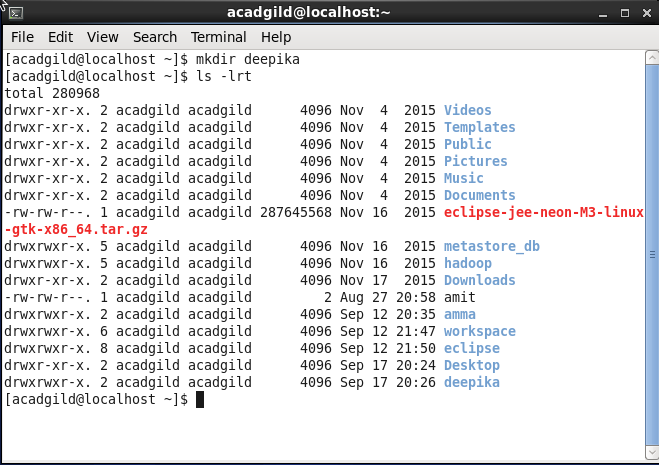 acadgild@localhost:~
File Edit View Search Terminal Help
[acadgild@localhost ~]$ mkdir deepika
[acadgild@localhost ~]$ ls -lrt
total 280968
drwxr-xr-x. 2 acadgild acadgild      4096 Nov  4  2015 Videos
drwxr-xr-x. 2 acadgild acadgild      4096 Nov  4  2015 Templates
drwxr-xr-x. 2 acadgild acadgild      4096 Nov  4  2015 Public
drwxr-xr-x. 2 acadgild acadgild      4096 Nov  4  2015 Pictures
drwxr-xr-x. 2 acadgild acadgild      4096 Nov  4  2015 Music
drwxr-xr-x. 2 acadgild acadgild      4096 Nov  4  2015 Documents
-rw-rw-r--. 1 acadgild acadgild 287645568 Nov 16  2015 eclipse-jee-neon-M3-linux
-gtk-x86_64.tar.gz
drwxrwxr-x. 5 acadgild acadgild      4096 Nov 16  2015 metastore_db
drwxrwxr-x. 5 acadgild acadgild      4096 Nov 16  2015 hadoop
drwxr-xr-x. 2 acadgild acadgild      4096 Nov 17  2015 Downloads
-rw-rw-r--. 1 acadgild acadgild         2 Aug 27 20:58 amit
drwxrwxr-x. 2 acadgild acadgild      4096 Sep 12 20:35 amma
drwxrwxr-x. 6 acadgild acadgild      4096 Sep 12 21:47 workspace
drwxrwxr-x. 8 acadgild acadgild      4096 Sep 12 21:50 eclipse
drwxr-xr-x. 2 acadgild acadgild      4096 Sep 17 20:24 Desktop
drwxrwxr-x. 2 acadgild acadgild      4096 Sep 17 20:26 deepika
[acadgild@localhost ~]$